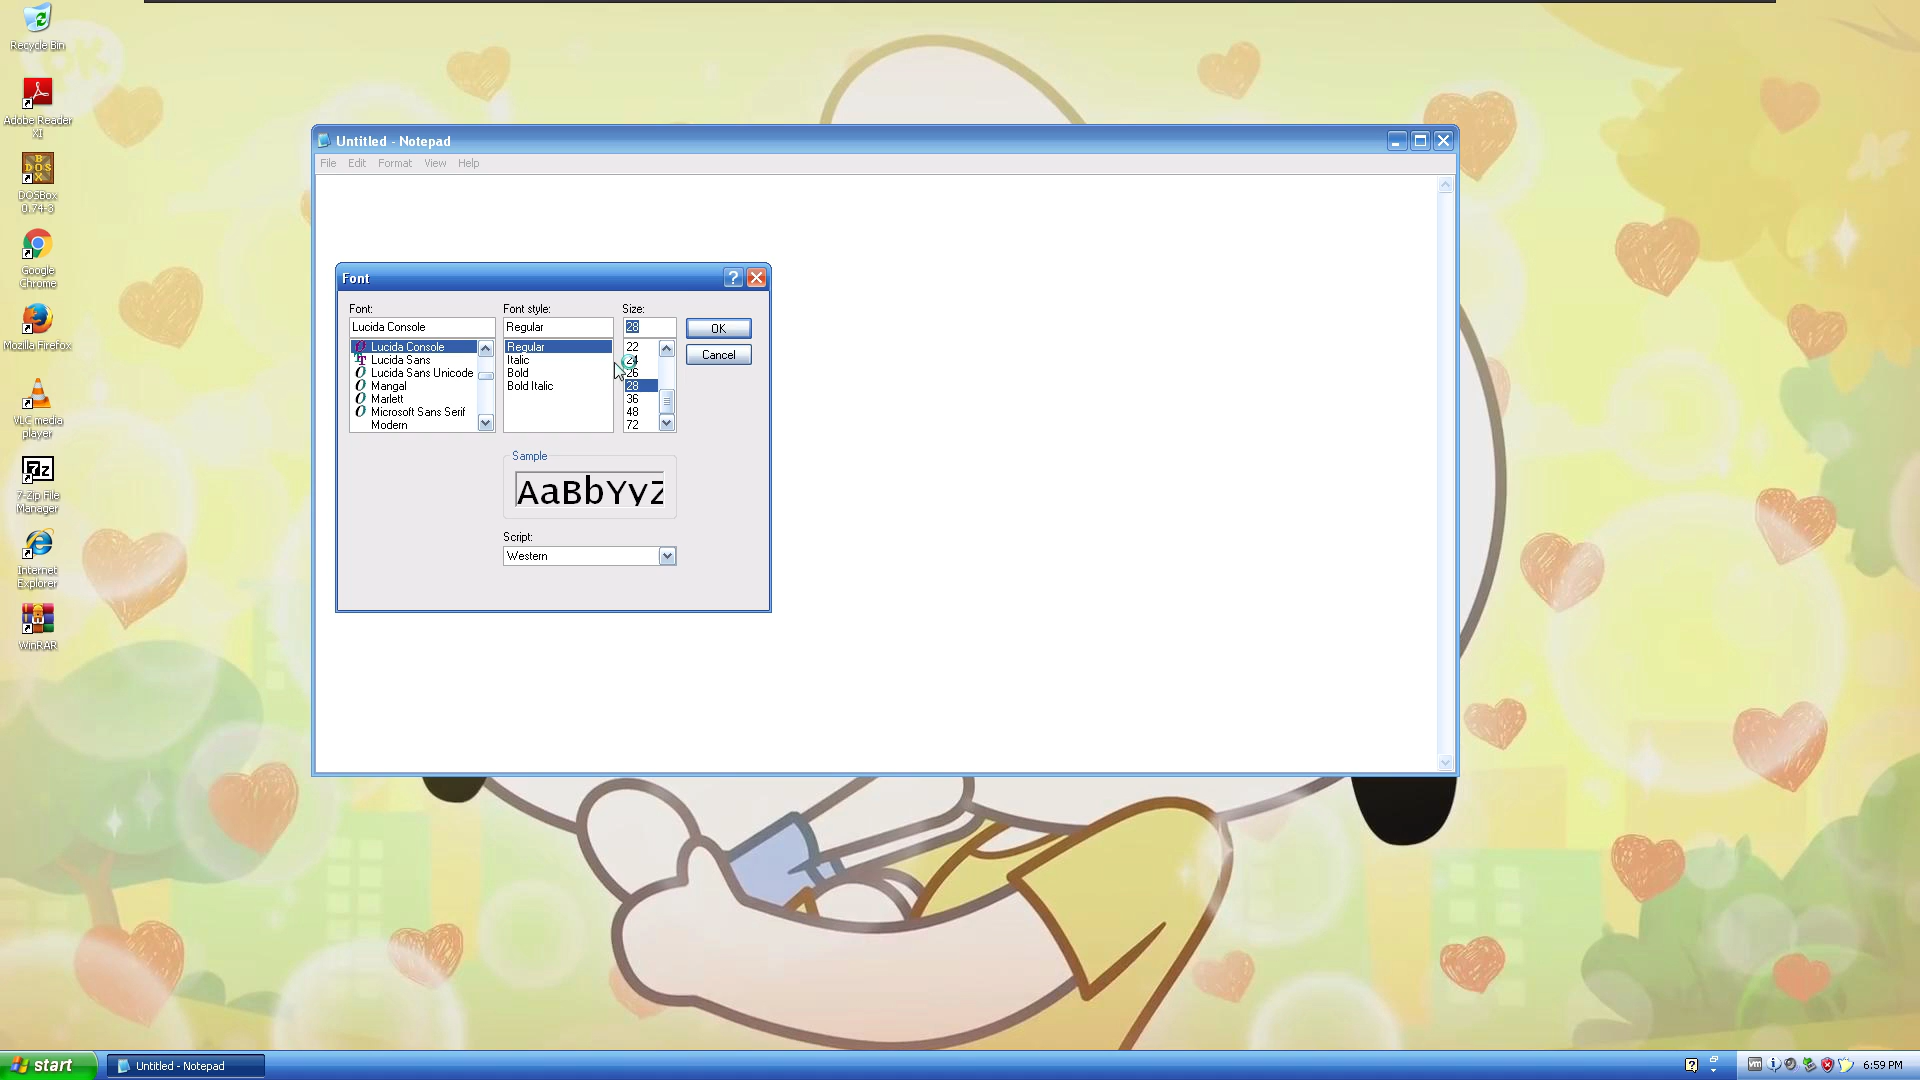 Recycle Bin
Adobe Reader
XI
DOSBox
0.74-3
Google
Chrome
Mozilla Firefox
VLC media
player
7-Zip File
Manager
Internet
Explorer
WinRAR
Untitled - Notepad
File Edit Format View Help
Font
Font:
Lucida Console
Lucida Console
Lucida Sans
Lucida Sans Unicode
Mangal
Marlett
Microsoft Sans Serif
Modern
Font style:
Regular
Regular
Italic
Bold
Bold Italic
Size:
28
22
24
26
28
36
48
72
OK
Cancel
Sample
AaBbYyZ
Script:
Western
start
Untitled - Notepad
6:59 PM